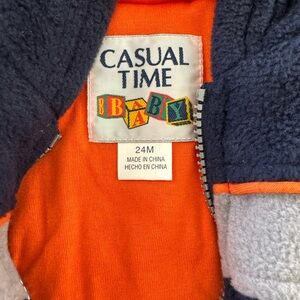 CASUAL
TIME
BABY
24M
MADE IN CHINA
HECHO EN CHINA